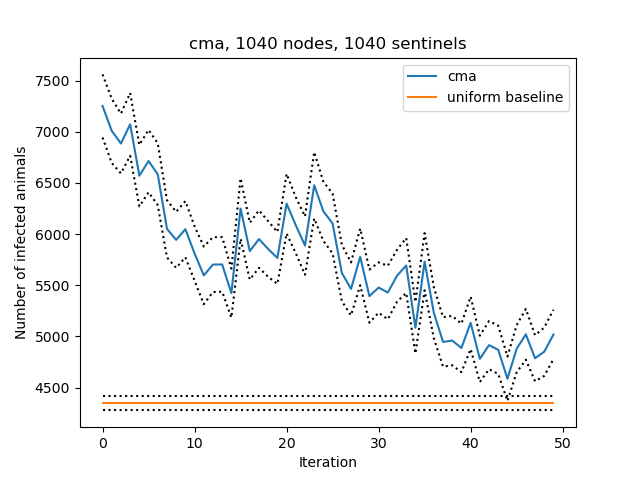 cma, 1040 nodes, 1040 sentinels
cma
uniform baseline
Number of infected animals
7500
7000
6500
6000
5500
5000
4500
0 10 20 30 40 50
Iteration